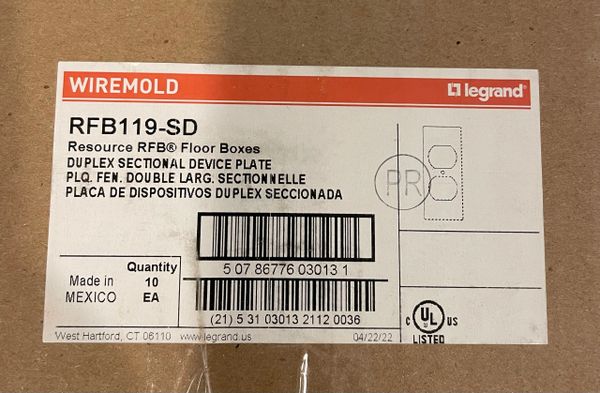 WIREMOLD
legrand
RFB119-SD
Resource RFB® Floor Boxes
DUPLEX SECTIONAL DEVICE PLATE
PLQ. FEN. DOUBLE LARG. SECTIONNELLE
PLACA DE DISPOSITIVOS DUPLEX SECCIONADA
PR
5 07 86776 03013 1
Made in
MEXICO
Quantity
10
EA
(21) 5 31 03013 2112 0036
C UL US
LISTED
West Hartford, CT 06110 www.legrand.us
04/22/22